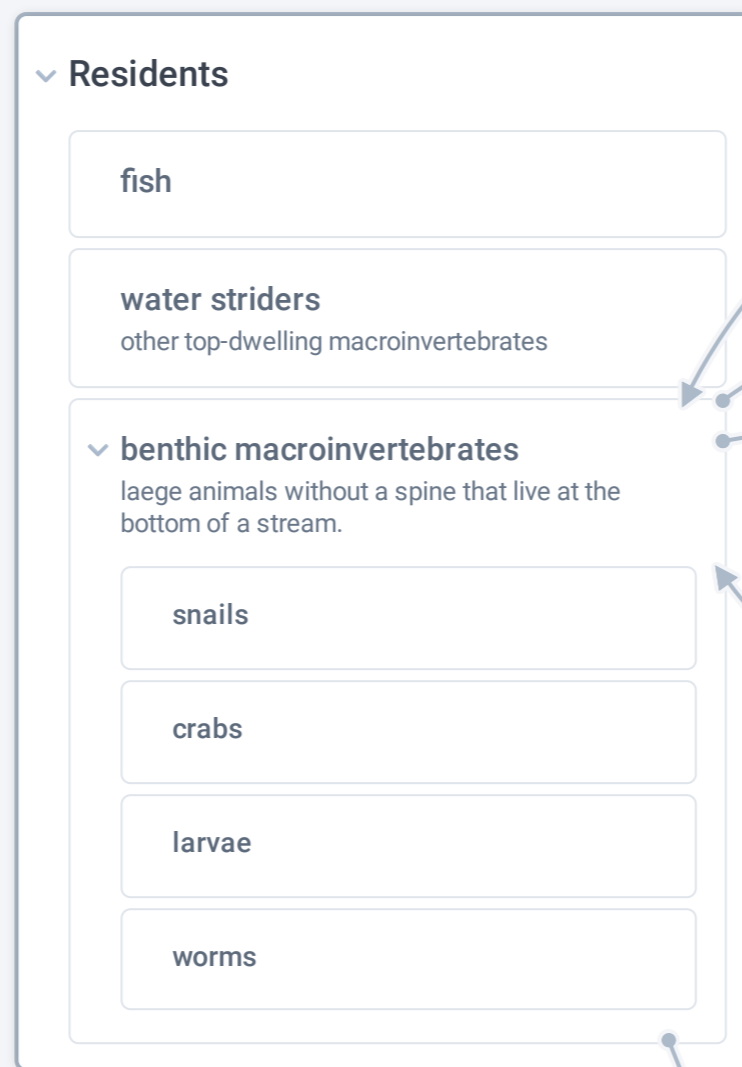 Residents
fish
water striders
other top-dwelling macroinvertebrates
benthic macroinvertebrates
laege animals without a spine that live at the
bottom of a stream.
snails
crabs
larvae
worms